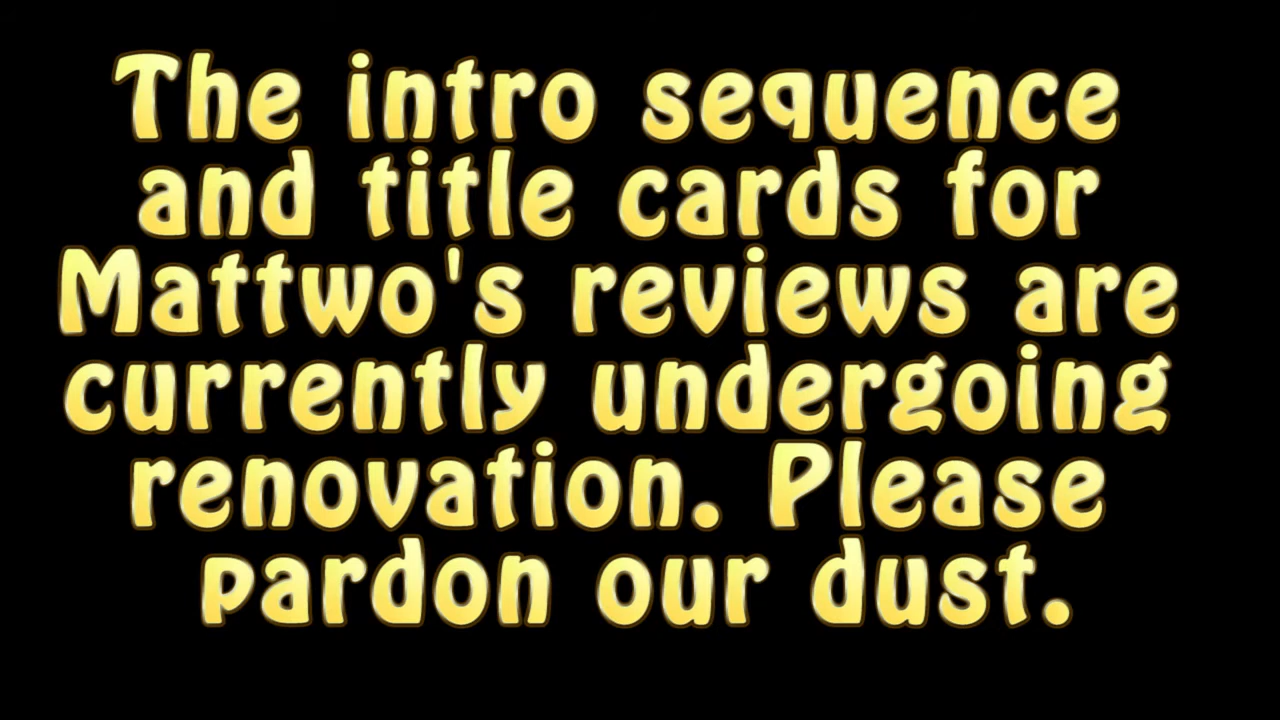 The intro sequence
and title cards for
Mattwo's reviews are
currently undergoing
renovation. Please
pardon our dust.